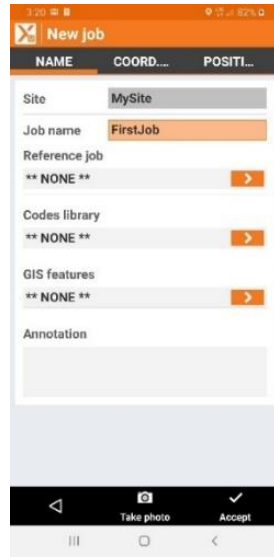 3:20
82%
New job
NAME COORD.... POSITI...
Site MySite
Job name FirstJob
Reference job
** NONE **
Codes library
** NONE **
GIS features
** NONE **
Annotation
Take photo Accept